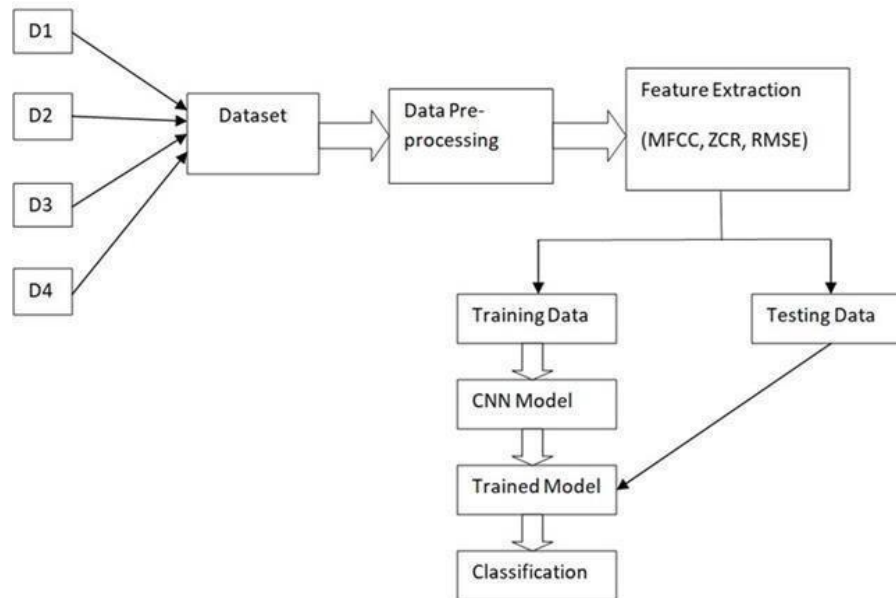 D1
D2
D3
D4
Dataset
Data Pre-
processing
Feature Extraction
(MFCC, ZCR, RMSE)
Training Data
Testing Data
CNN Model
Trained Model
Classification